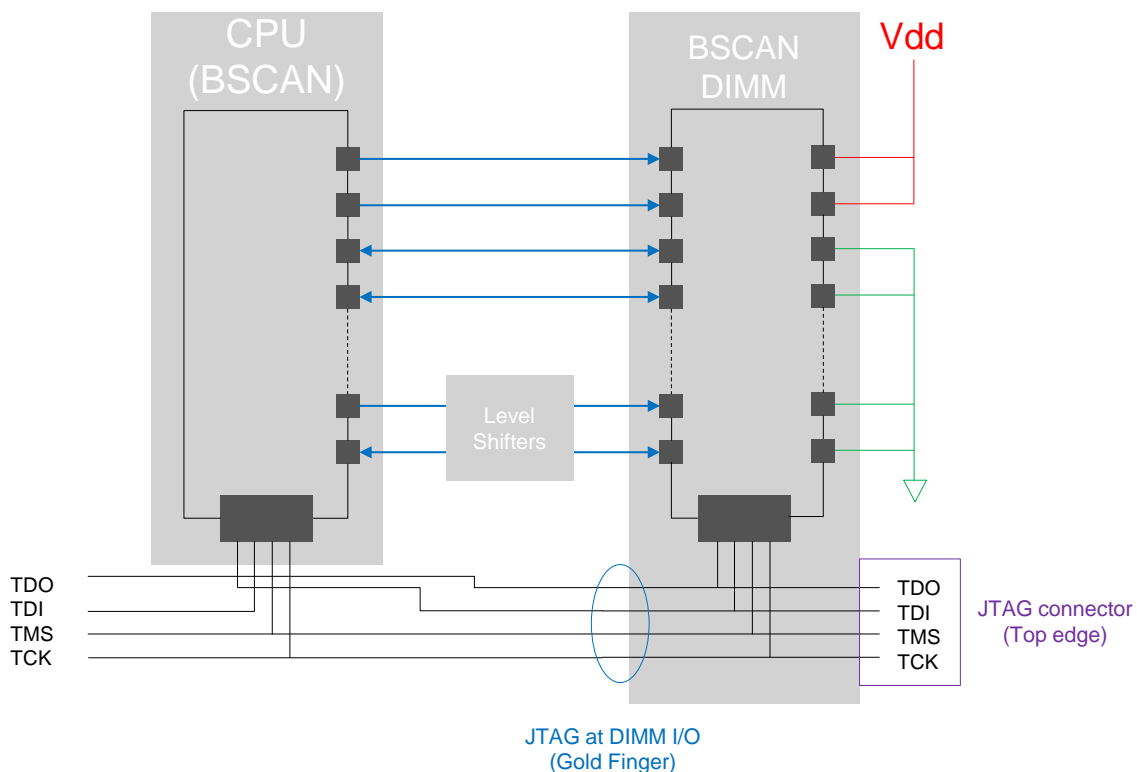 CPU
(BSCAN)
BSCAN
DIMM
Vdd
Level
Shifters
TDO
TDI
TMS
TCK
TDO
TDI
TMS
TCK
JTAG connector
(Top edge)
JTAG at DIMM I/O
(Gold Finger)